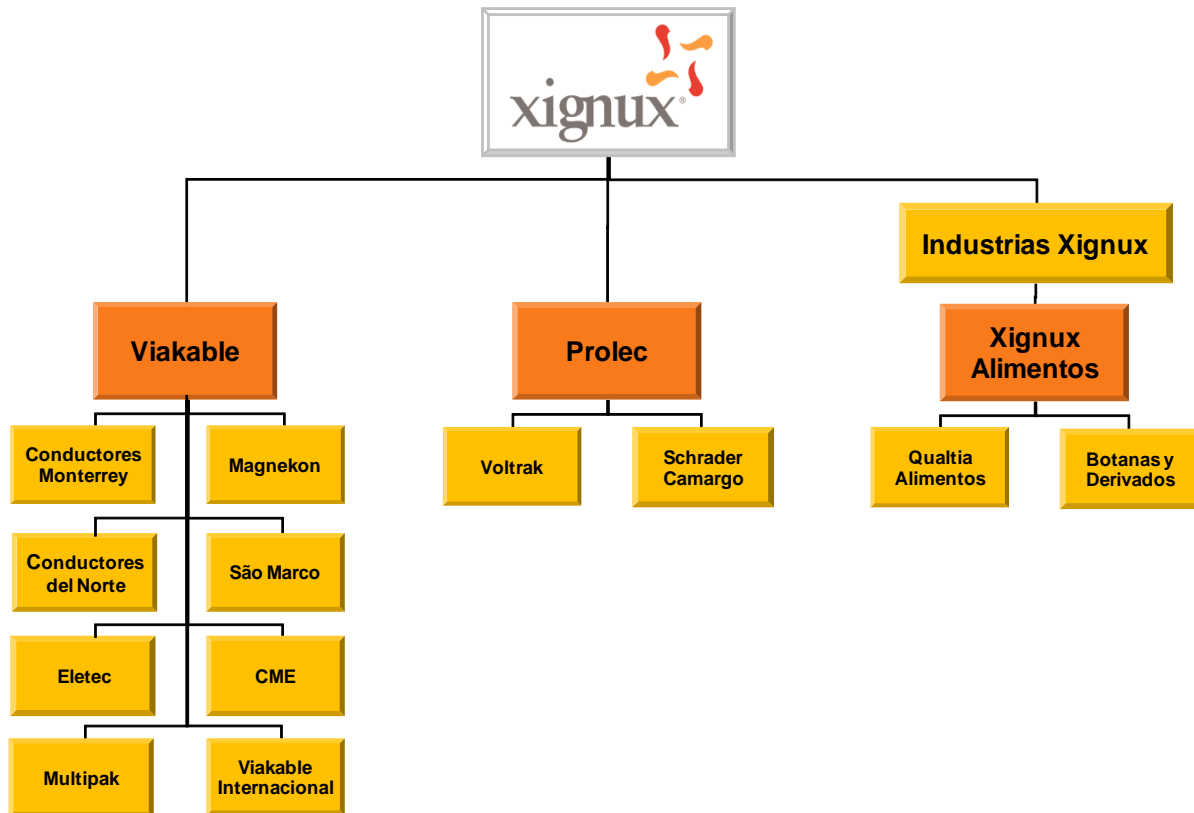 xignux®
Industrias Xignux
Viakable
Prolec
Xignux
Alimentos
Conductores
Monterrey
Magnekon
Voltrak
Schrader
Camargo
Qualtia
Alimentos
Botanas y
Derivados
Conductores
del Norte
São Marco
Eletec
CME
Multipak
Viakable
Internacional